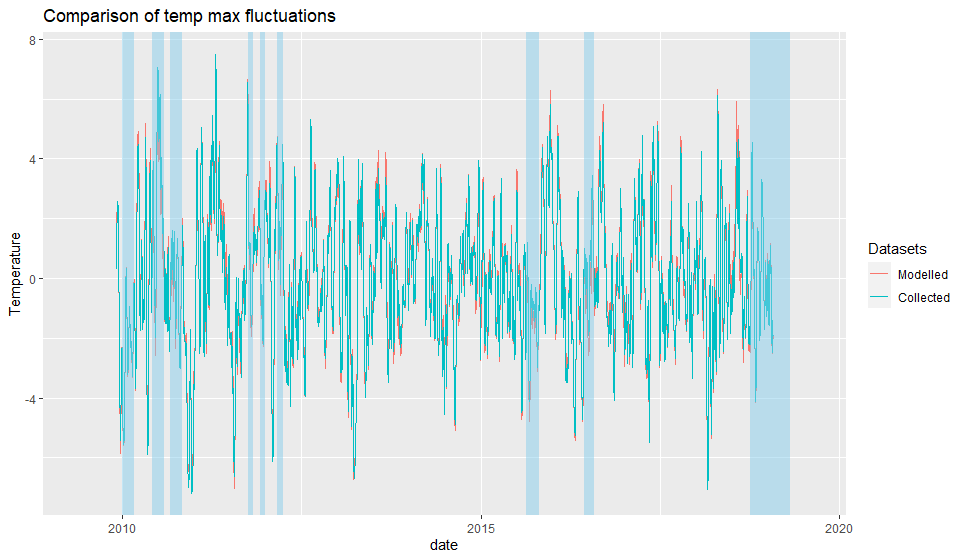 Comparison of temp max fluctuations
8
4
0
-4
Temperature
2010
2015
2020
date
Datasets
Modelled
Collected